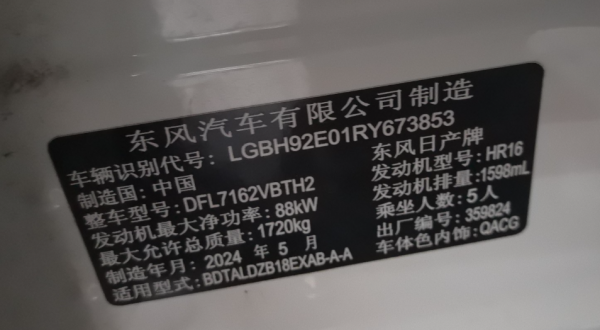 东风汽车有限公司制造
车辆识别代号: LGBH92E01RY673853
制造国: 中国 东风日产牌
整车型号: DFL7162VBTH2 发动机型号: HR16
发动机最大净功率: 88kW 发动机排量: 1598mL
最大允许总质量: 1720kg 乘坐人数: 5人
制造年月: 2024 年 5 月 出厂编号: 359824
适用型式: BDTALDZB18EXAB-A-A 车体色内饰: QACG